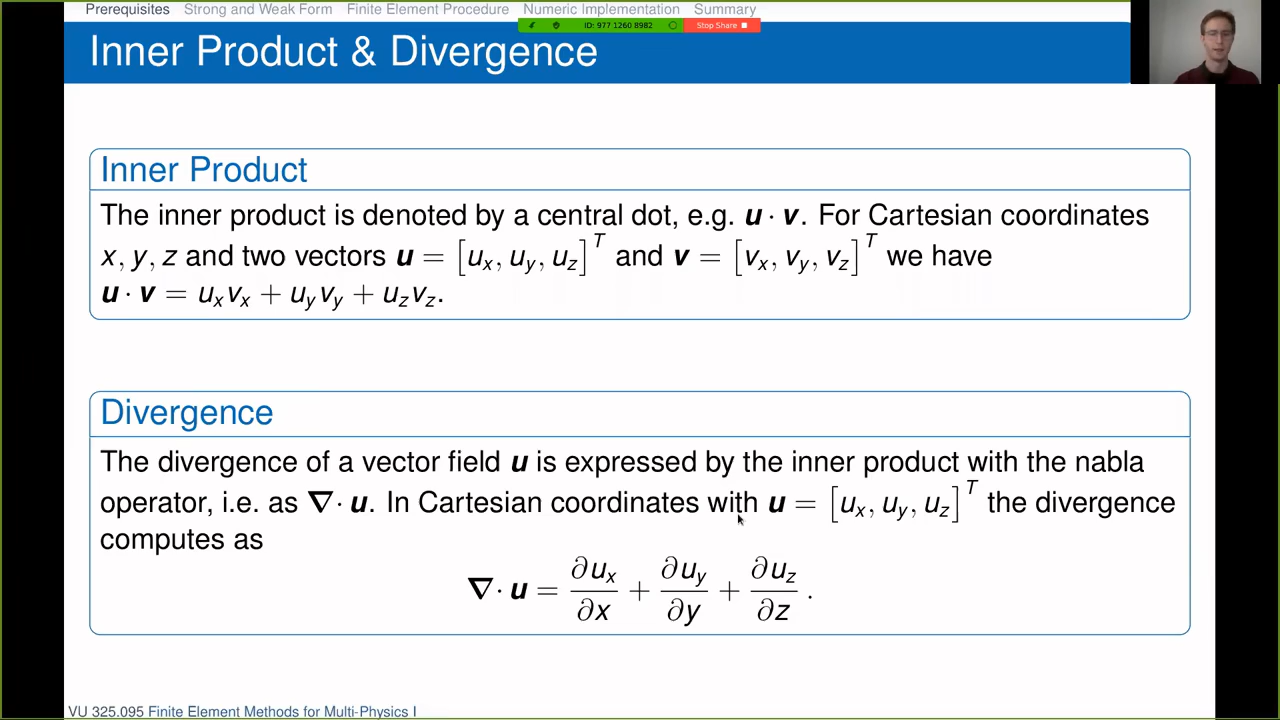 Prerequisites Strong and Weak Form Finite Element Procedure Numeric Implementation Summary
ID: 977 1260 8982 Stop Share
Inner Product & Divergence
Inner Product
The inner product is denoted by a central dot, e.g. u · v. For Cartesian coordinates
x, y, z and two vectors u = [u_x, u_y, u_z]^T and v = [v_x, v_y, v_z]^T we have
u · v = u_x v_x + u_y v_y + u_z v_z.
Divergence
The divergence of a vector field u is expressed by the inner product with the nabla
operator, i.e. as ∇ · u. In Cartesian coordinates with u = [u_x, u_y, u_z]^T the divergence
computes as
∇ · u = ∂u_x/∂x + ∂u_y/∂y + ∂u_z/∂z .
VU 325.095 Finite Element Methods for Multi-Physics I